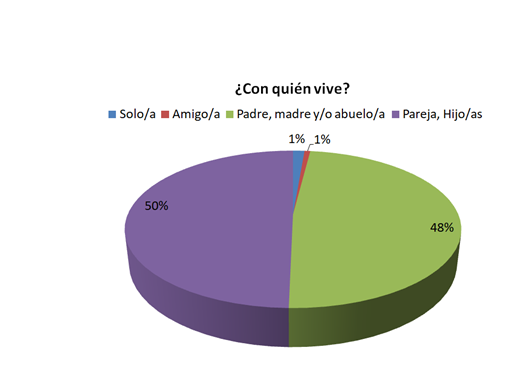 ¿Con quién vive?
Solo/a Amigo/a Padre, madre y/o abuelo/a Pareja, Hijo/as
1% 1%
50%
48%